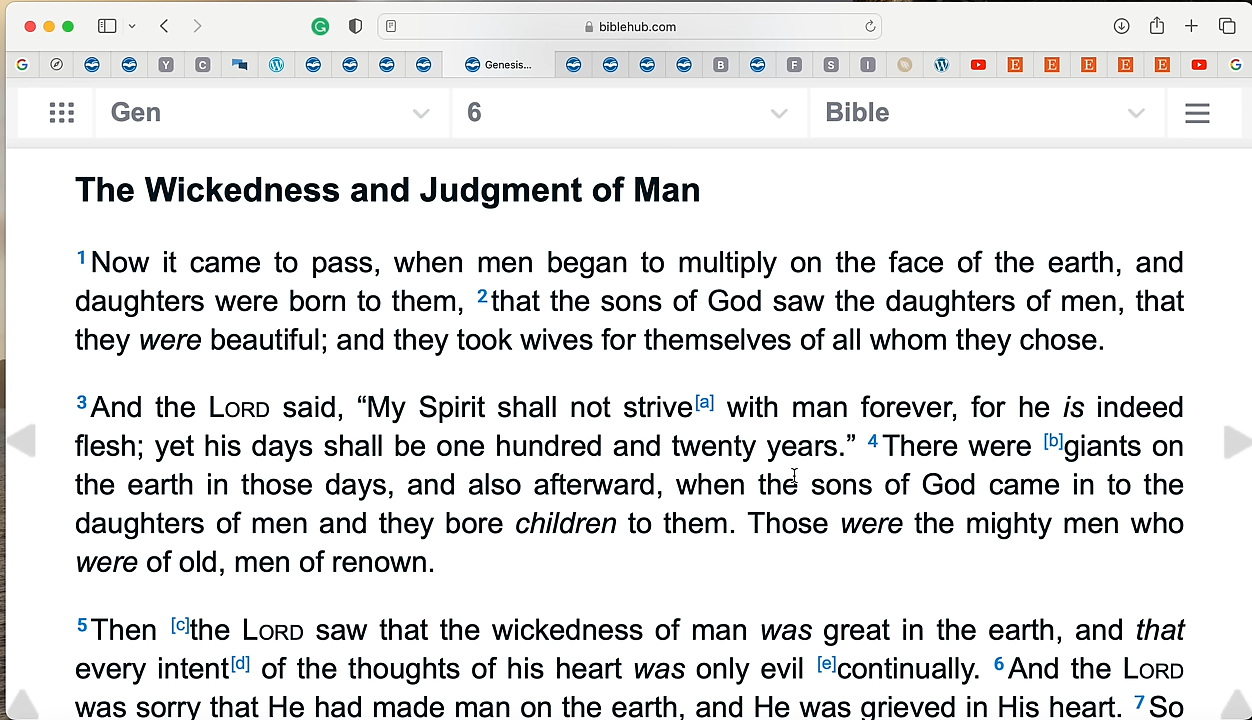 biblehub.com
G Y C Genesis... B F S I E E E E E G
Gen 6 Bible
The Wickedness and Judgment of Man
1Now it came to pass, when men began to multiply on the face of the earth, and
daughters were born to them, 2that the sons of God saw the daughters of men, that
they were beautiful; and they took wives for themselves of all whom they chose.
3And the LORD said, “My Spirit shall not strive[a] with man forever, for he is indeed
flesh; yet his days shall be one hundred and twenty years.” 4There were [b]giants on
the earth in those days, and also afterward, when the sons of God came in to the
daughters of men and they bore children to them. Those were the mighty men who
were of old, men of renown.
5Then [c]the LORD saw that the wickedness of man was great in the earth, and that
every intent[d] of the thoughts of his heart was only evil [e]continually. 6And the LORD
was sorry that He had made man on the earth, and He was grieved in His heart. 7So